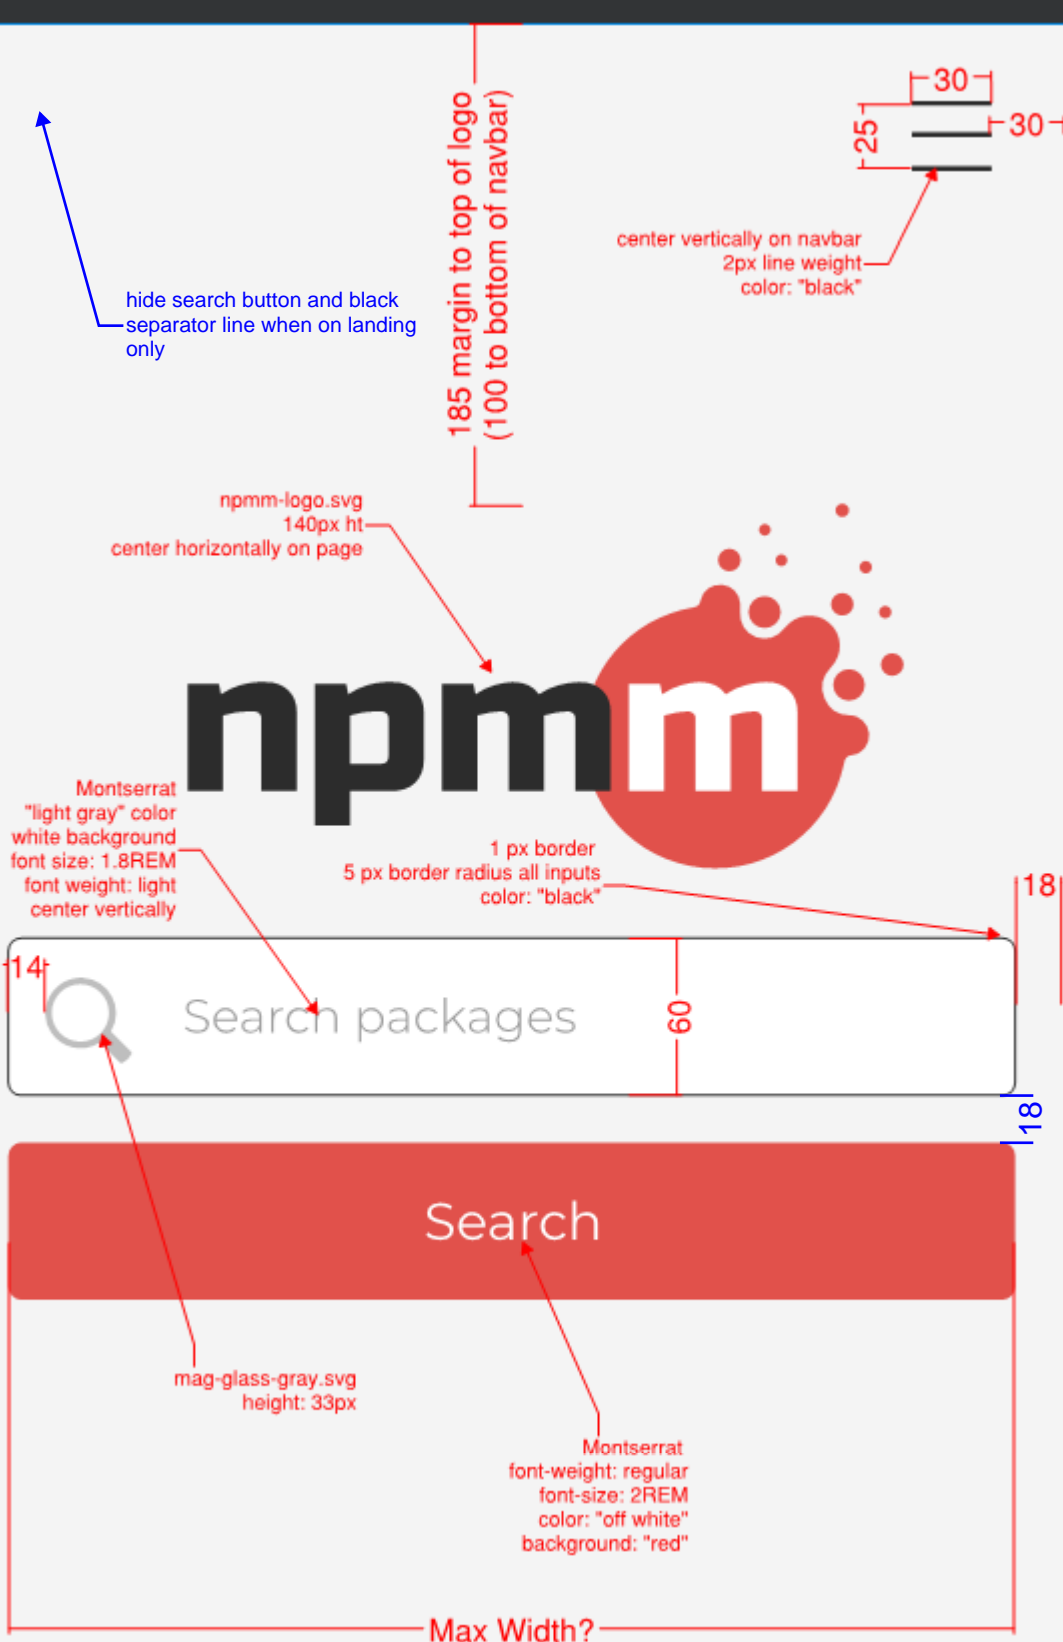 30
25
30
185 margin to top of logo
(100 to bottom of navbar)
center vertically on navbar
2px line weight
color: "black"
hide search button and black
separator line when on landing
only
npmm-logo.svg
140px ht
center horizontally on page
npmm
Montserrat
"light gray" color
white background
font size: 1.8REM
font weight: light
center vertically
1 px border
5 px border radius all inputs
color: "black"
18
14
Search packages
60
18
Search
mag-glass-gray.svg
height: 33px
Montserrat
font-weight: regular
font-size: 2REM
color: "off white"
background: "red"
Max Width?